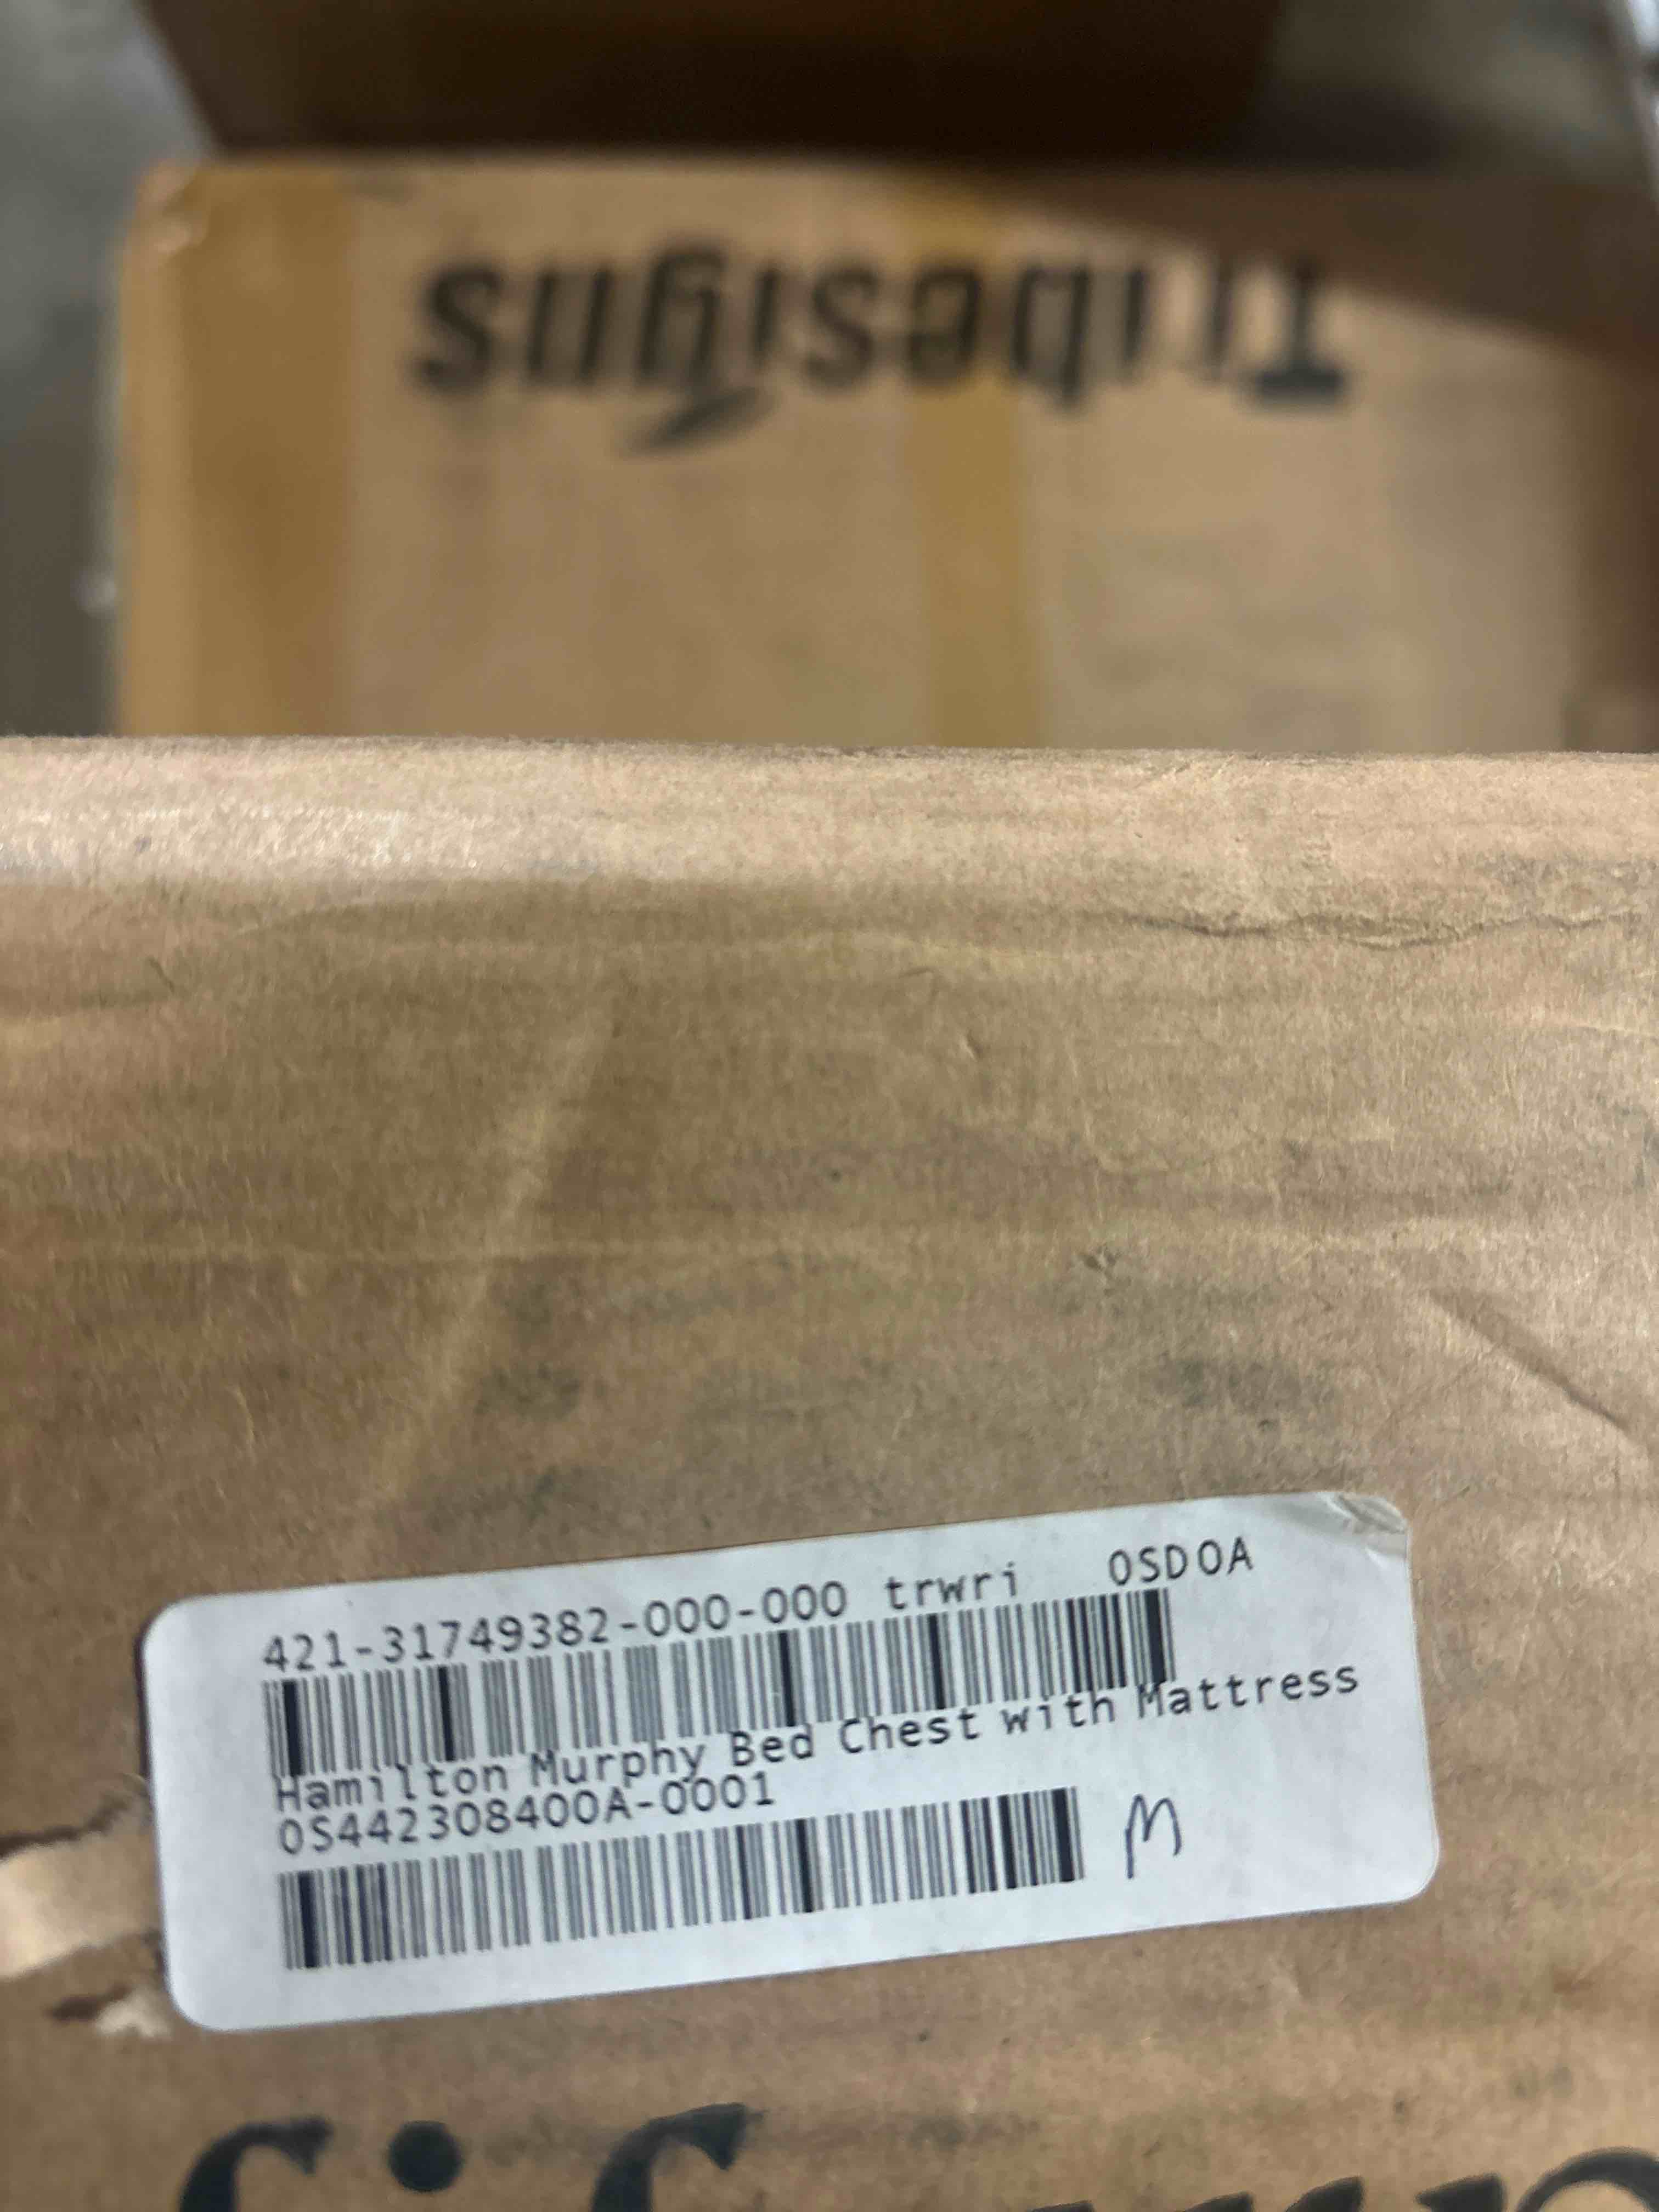 Tribesigns
421-31749382-000-000 trwri OSDOA
Hamilton Murphy Bed Chest with Mattress
OS442308400A-0001
M